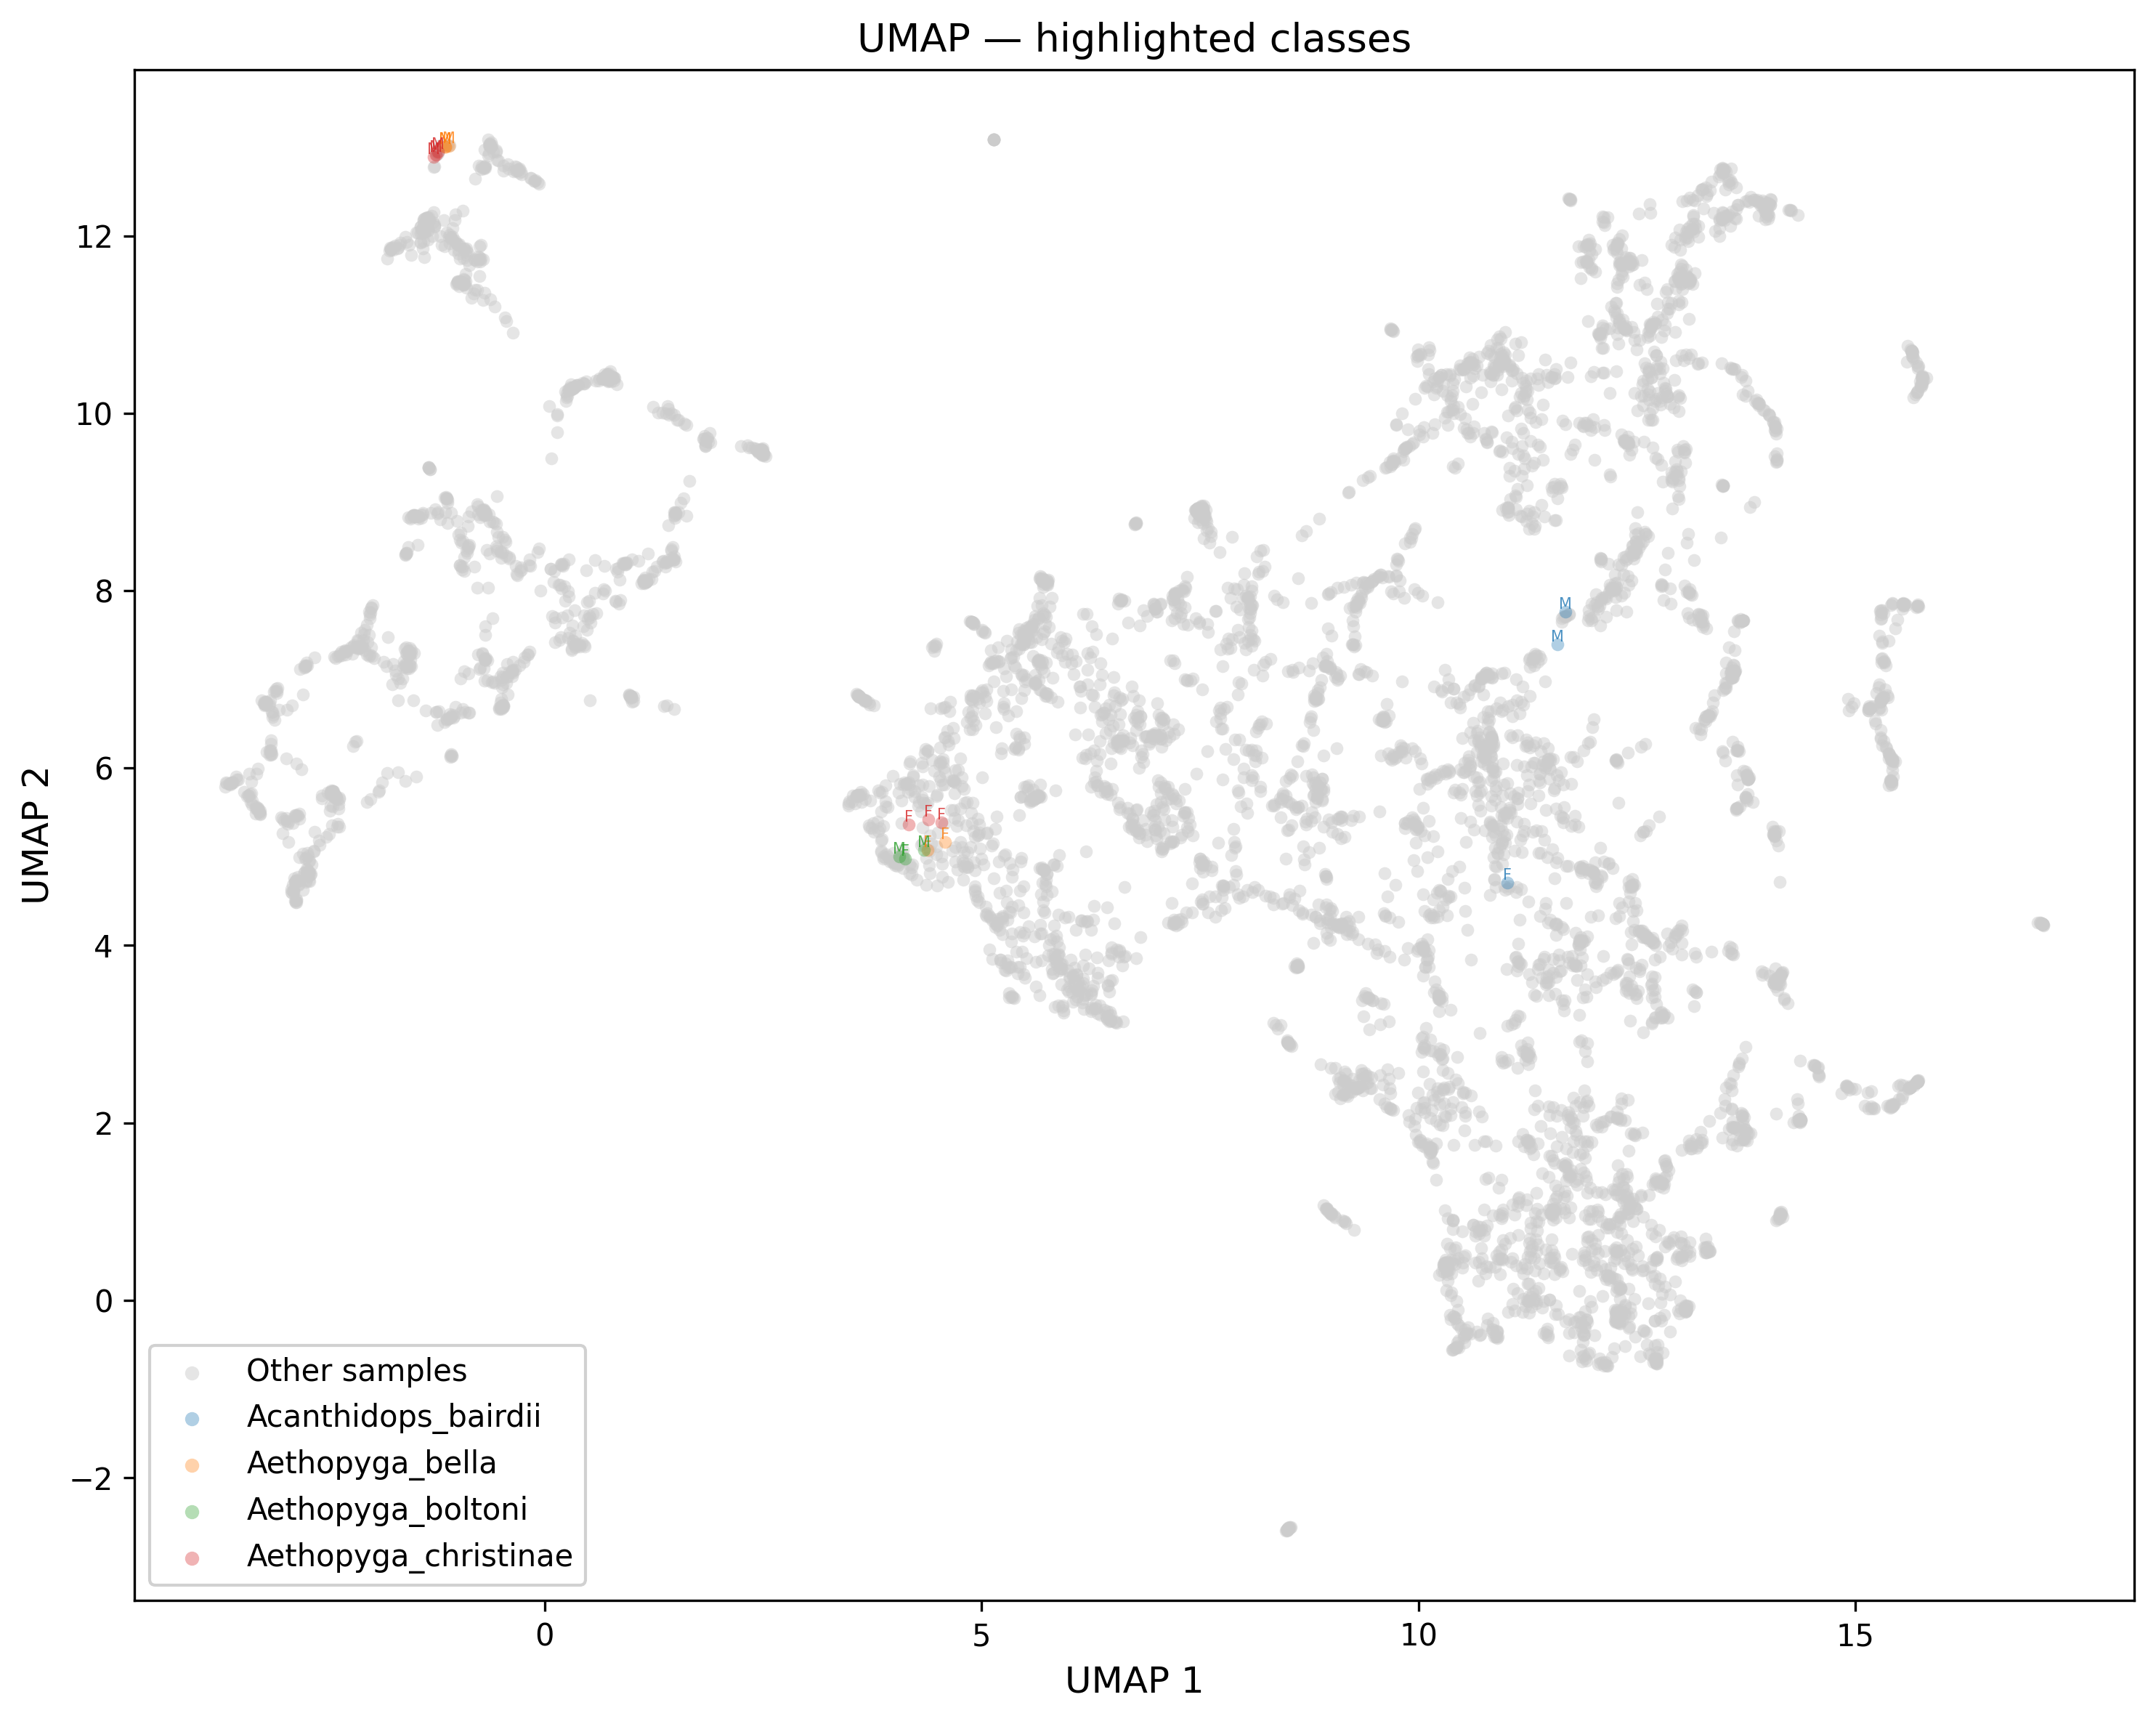 UMAP — highlighted classes
M M
M
12
10
8
M
M
6
F F F
F
M M
F
4
2
0
−2
UMAP 2
Other samples
Acanthidops_bairdii
Aethopyga_bella
Aethopyga_boltoni
Aethopyga_christinae
0 5 10 15
UMAP 1